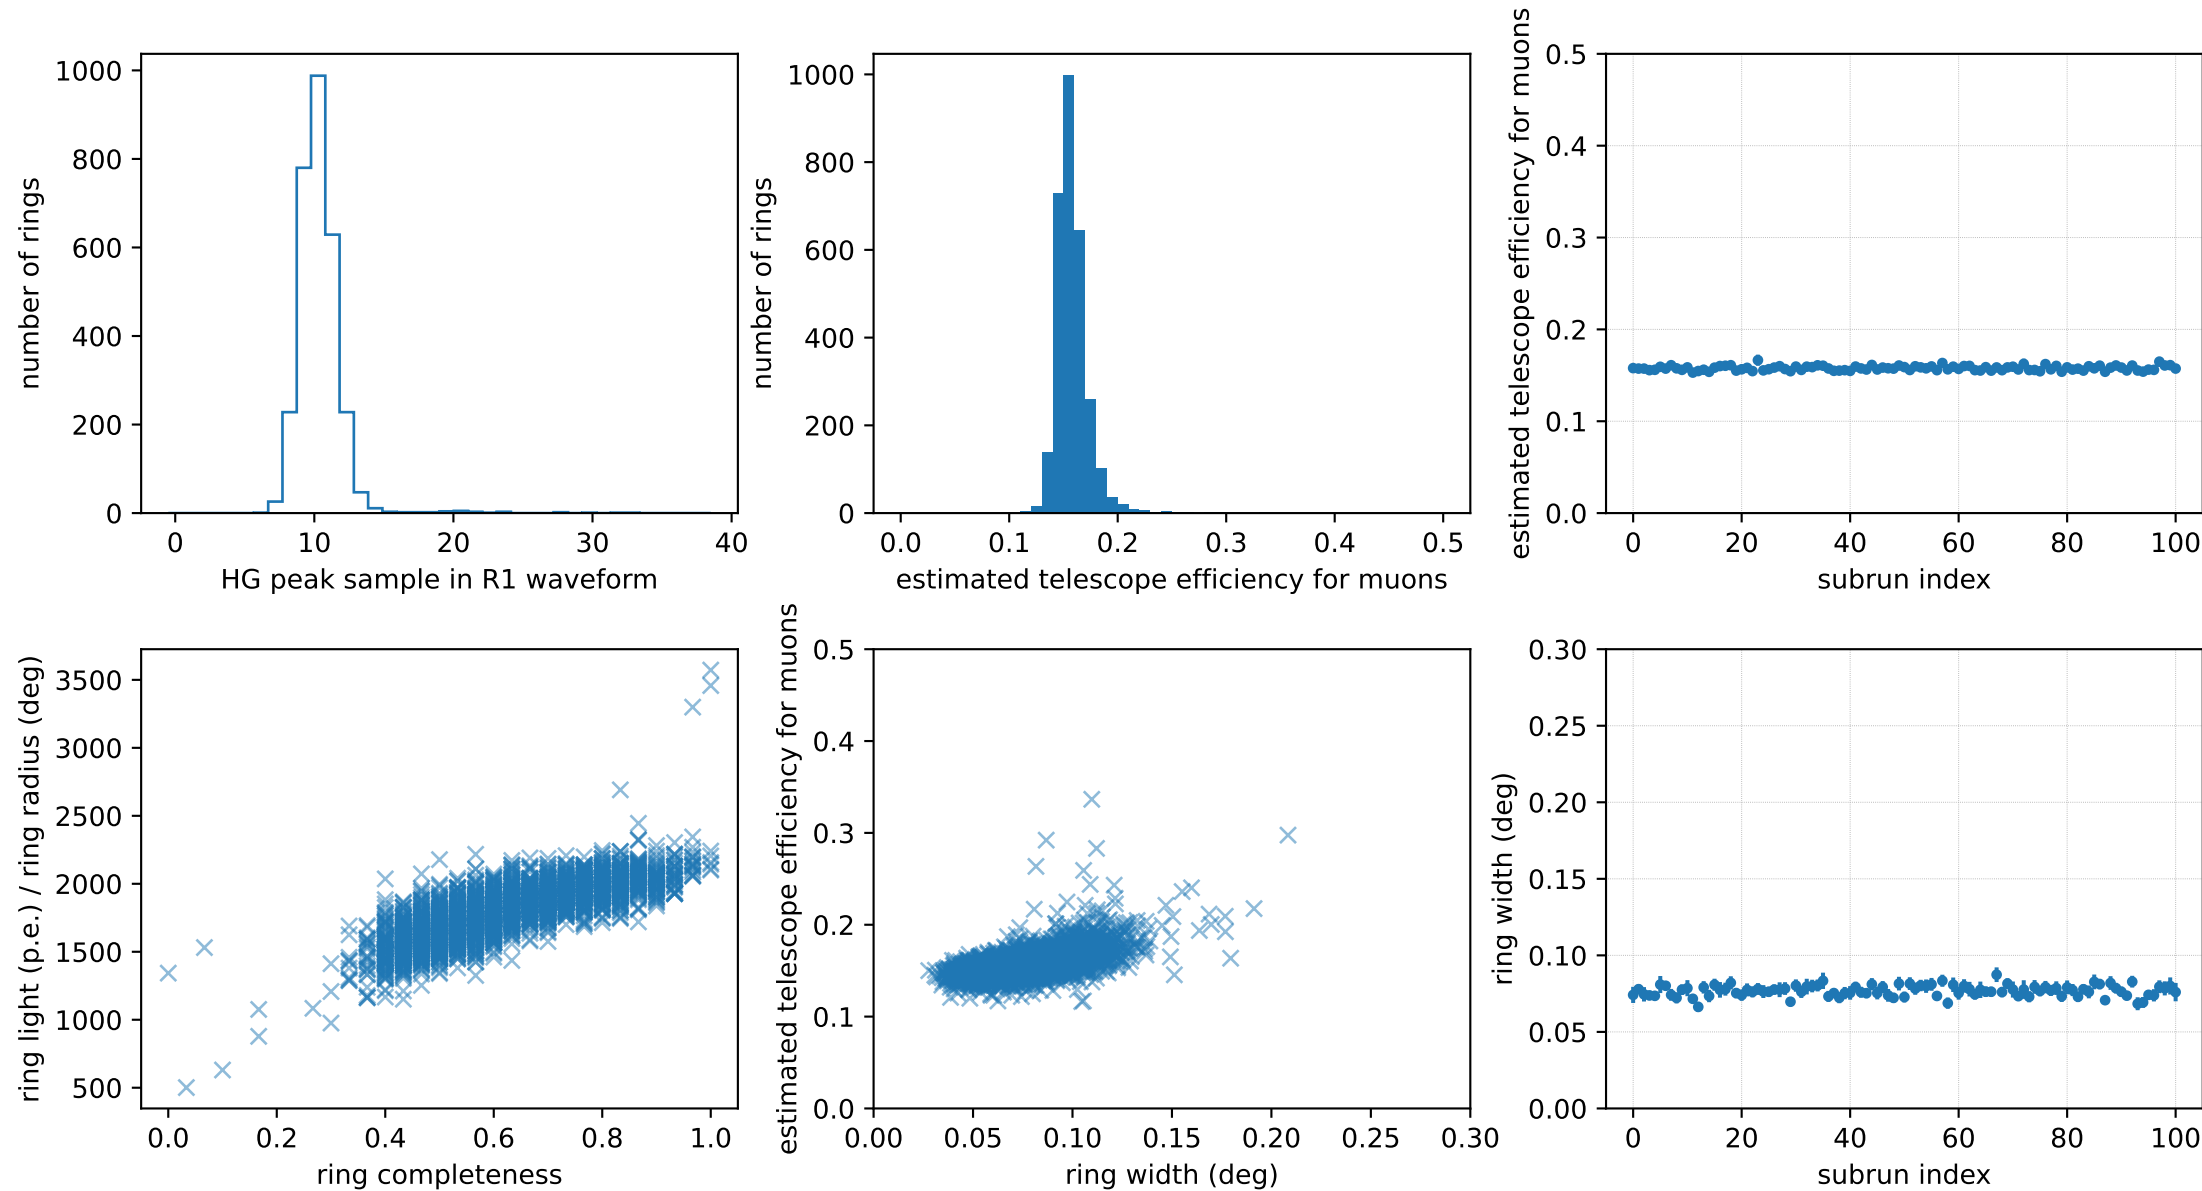 number of rings
1000
800
600
400
200
0
0 10 20 30 40
HG peak sample in R1 waveform
number of rings
1000
800
600
400
200
0
0.0 0.1 0.2 0.3 0.4 0.5
estimated telescope efficiency for muons
estimated telescope efficiency for muons
0.5
0.4
0.3
0.2
0.1
0.0
0 20 40 60 80 100
subrun index
ring light (p.e.) / ring radius (deg)
3500
3000
2500
2000
1500
1000
500
0.0 0.2 0.4 0.6 0.8 1.0
ring completeness
estimated telescope efficiency for muons
0.5
0.4
0.3
0.2
0.1
0.0
0.00 0.05 0.10 0.15 0.20 0.25 0.30
ring width (deg)
ring width (deg)
0.30
0.25
0.20
0.15
0.10
0.05
0.00
0 20 40 60 80 100
subrun index